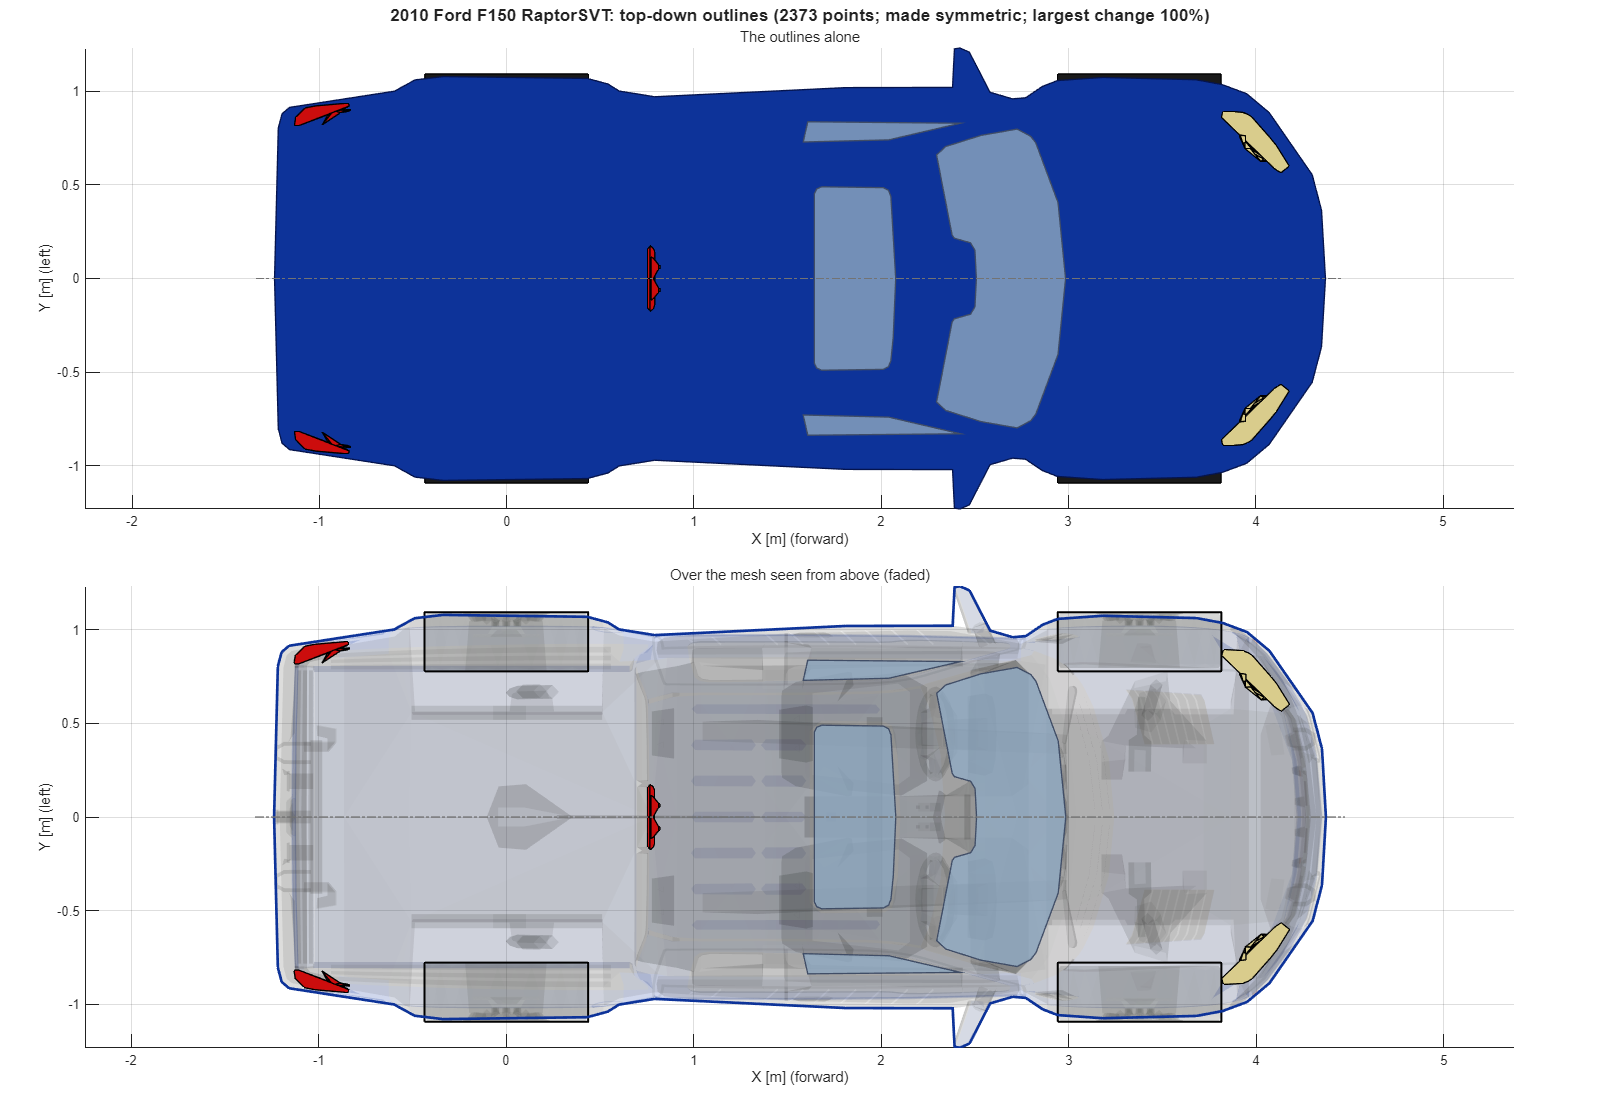 2010 Ford F150 RaptorSVT: top-down outlines (2373 points; made symmetric; largest change 100%)
The outlines alone
1
0.5
0
-0.5
-1
Y [m] (left)
-2 -1 0 1 2 3 4 5
X [m] (forward)
Over the mesh seen from above (faded)
1
0.5
0
-0.5
-1
Y [m] (left)
-2 -1 0 1 2 3 4 5
X [m] (forward)